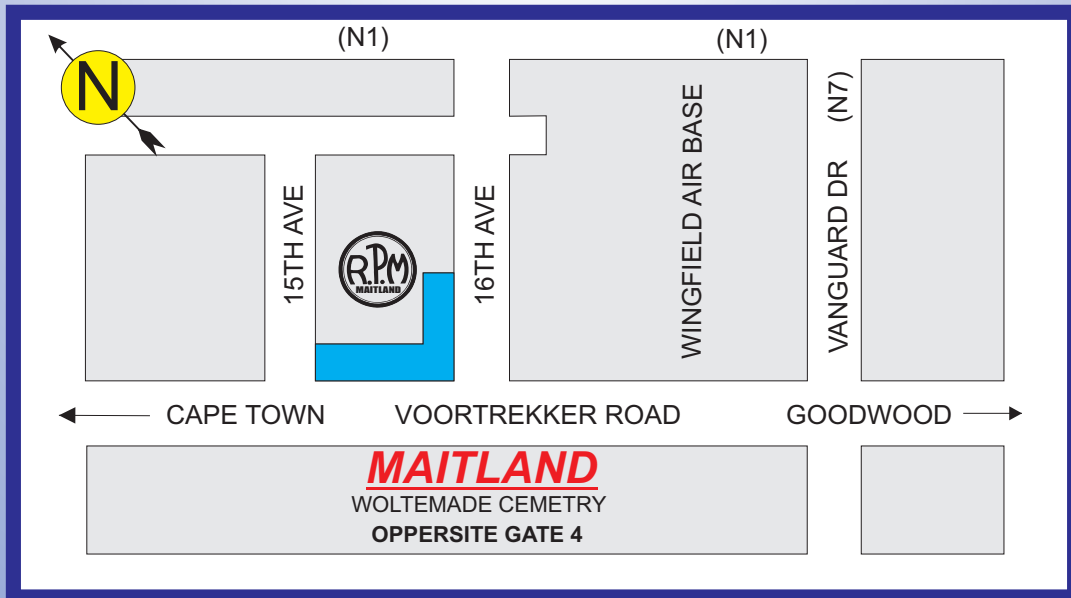 (N1)
(N1)
N
15TH AVE
R.P.M
MAITLAND
16TH AVE
WINGFIELD AIR BASE
VANGUARD DR (N7)
CAPE TOWN
VOORTREKKER ROAD
GOODWOOD
MAITLAND
WOLTEMADE CEMETRY
OPPERSITE GATE 4